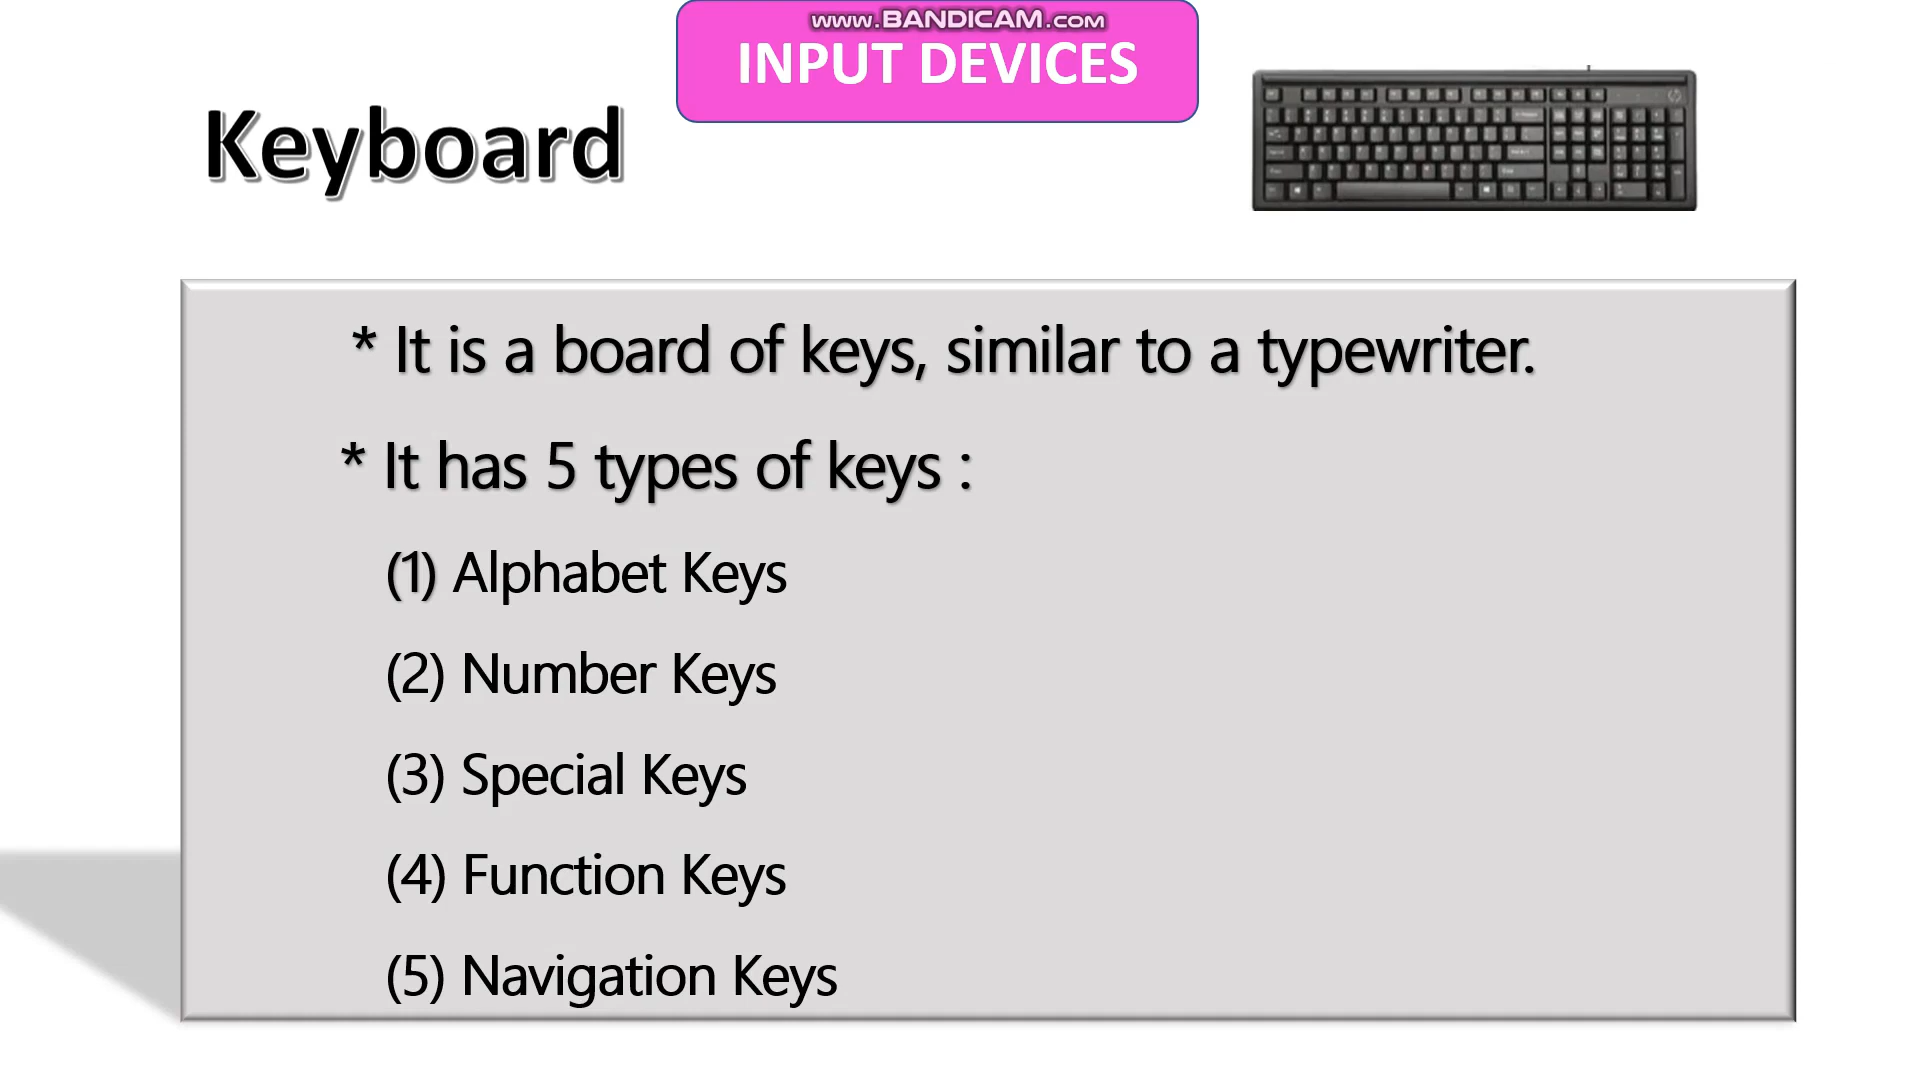 www.BANDICAM.com
INPUT DEVICES
Keyboard
* It is a board of keys, similar to a typewriter.
* It has 5 types of keys :
(1) Alphabet Keys
(2) Number Keys
(3) Special Keys
(4) Function Keys
(5) Navigation Keys